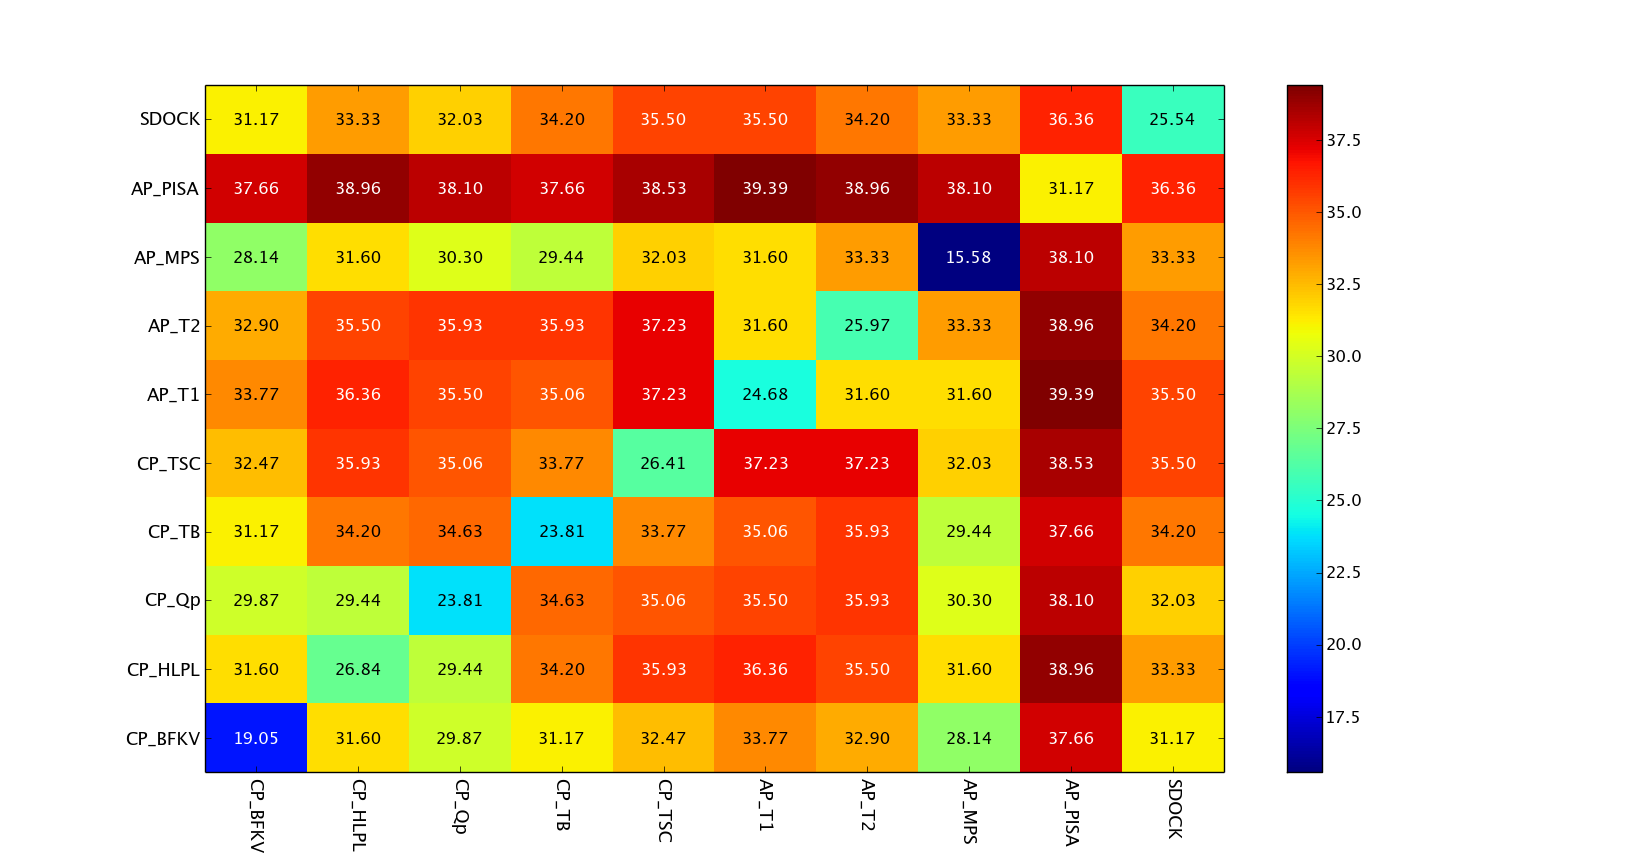 SDOCK 31.17 33.33 32.03 34.20 35.50 35.50 34.20 33.33 36.36 25.54
AP_PISA 37.66 38.96 38.10 37.66 38.53 39.39 38.96 38.10 31.17 36.36
AP_MPS 28.14 31.60 30.30 29.44 32.03 31.60 33.33 15.58 38.10 33.33
AP_T2 32.90 35.50 35.93 35.93 37.23 31.60 25.97 33.33 38.96 34.20
AP_T1 33.77 36.36 35.50 35.06 37.23 24.68 31.60 31.60 39.39 35.50
CP_TSC 32.47 35.93 35.06 33.77 26.41 37.23 37.23 32.03 38.53 35.50
CP_TB 31.17 34.20 34.63 23.81 33.77 35.06 35.93 29.44 37.66 34.20
CP_Qp 29.87 29.44 23.81 34.63 35.06 35.50 35.93 30.30 38.10 32.03
CP_HLPL 31.60 26.84 29.44 34.20 35.93 36.36 35.50 31.60 38.96 33.33
CP_BFKV 19.05 31.60 29.87 31.17 32.47 33.77 32.90 28.14 37.66 31.17
CP_BFKV CP_HLPL CP_Qp CP_TB CP_TSC AP_T1 AP_T2 AP_MPS AP_PISA SDOCK
37.5
35.0
32.5
30.0
27.5
25.0
22.5
20.0
17.5